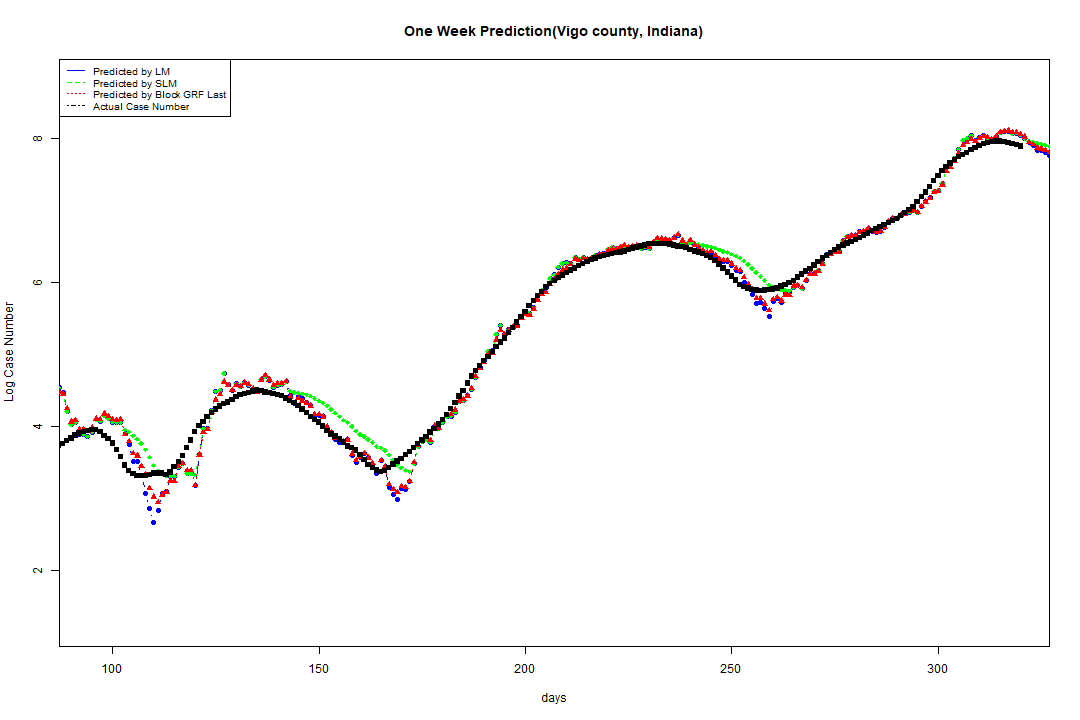 One Week Prediction(Vigo county, Indiana)
Predicted by LM
Predicted by SLM
Predicted by Block GRF Last
Actual Case Number
Log Case Number
8
6
4
2
100 150 200 250 300
days